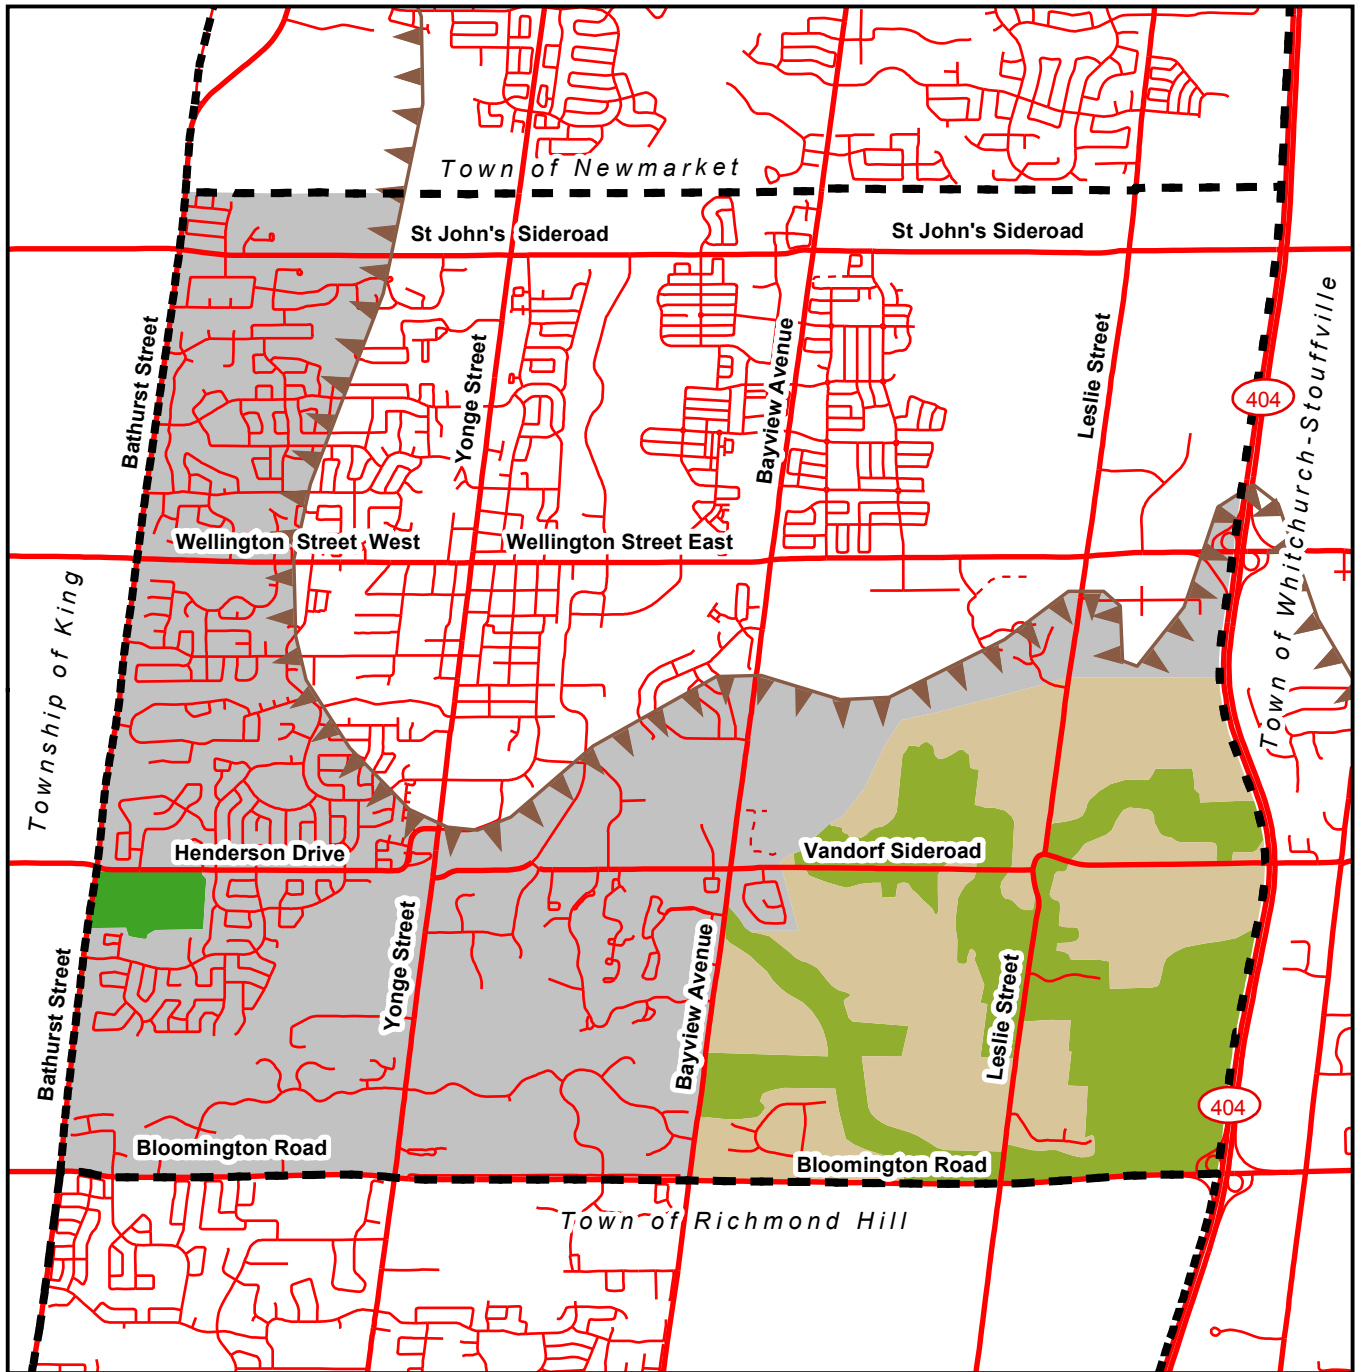 Town of Newmarket
St John's Sideroad
St John's Sideroad
Bathurst Street
Yonge Street
Bayview Avenue
Leslie Street
404
Town of Whitchurch-Stouffville
Wellington Street West
Wellington Street East
Township of King
Henderson Drive
Vandorf Sideroad
Bathurst Street
Yonge Street
Bayview Avenue
Leslie Street
404
Bloomington Road
Bloomington Road
Town of Richmond Hill